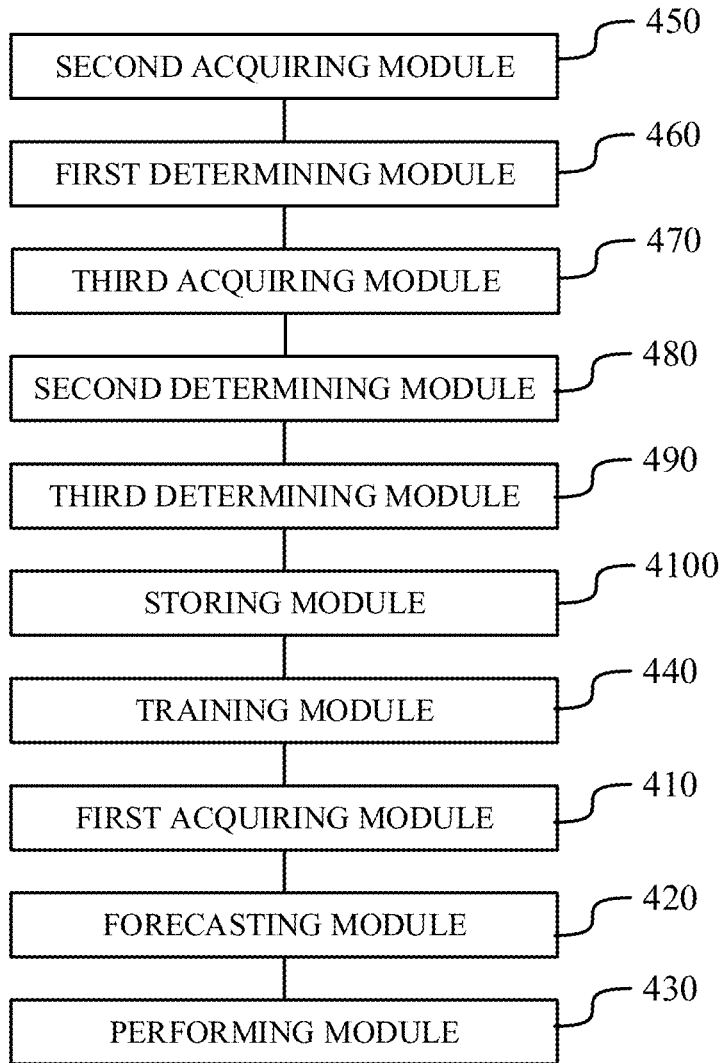 450
SECOND ACQUIRING MODULE
460
FIRST DETERMINING MODULE
470
THIRD ACQUIRING MODULE
480
SECOND DETERMINING MODULE
490
THIRD DETERMINING MODULE
4100
STORING MODULE
440
TRAINING MODULE
410
FIRST ACQUIRING MODULE
420
FORECASTING MODULE
430
PERFORMING MODULE